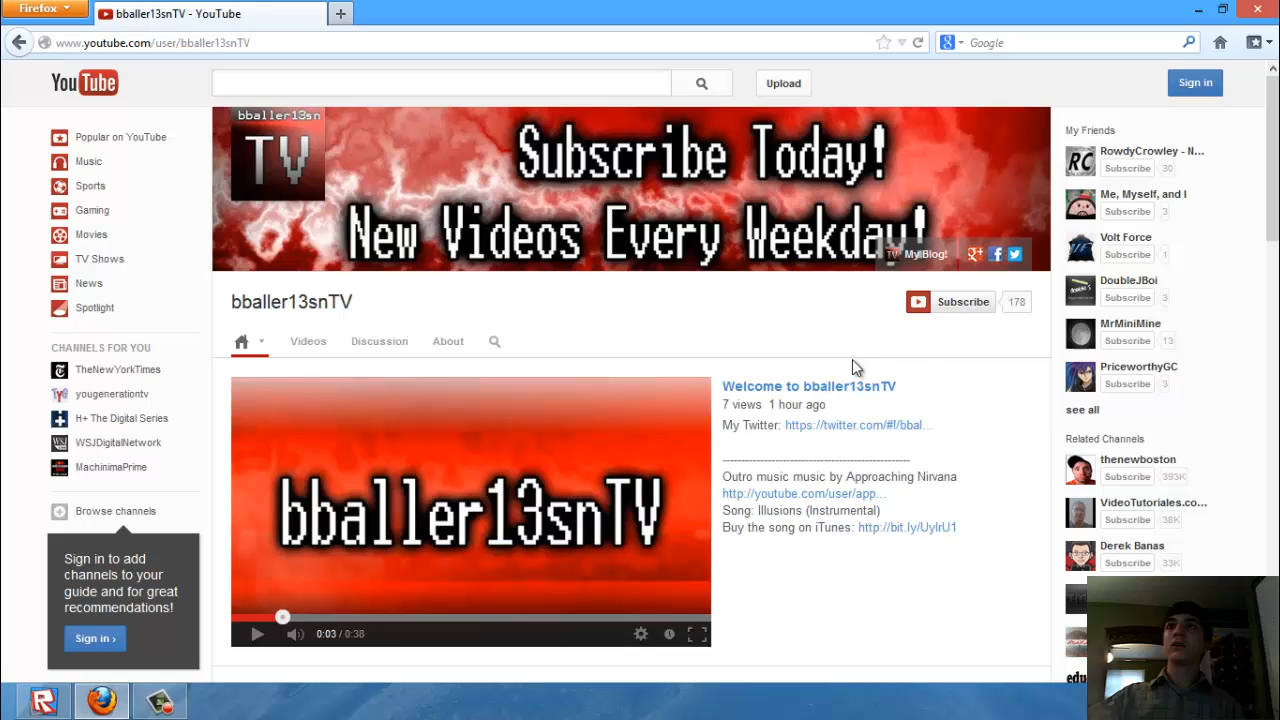 Firefox
bballer13snTV - YouTube
www.youtube.com/user/bballer13snTV
Google
YouTube
Upload
Sign in
Popular on YouTube
Music
Sports
Gaming
Movies
TV Shows
News
Spotlight
CHANNELS FOR YOU
TheNewYorkTimes
yougenerationtv
H+ The Digital Series
WSJDigitalNetwork
MachinimaPrime
Browse channels
Sign in to add
channels to your
guide and for great
recommendations!
Sign in ›
bballer13sn
TV
Subscribe Today!
New Videos Every Weekday!
My Blog!
bballer13snTV
Subscribe 178
Videos
Discussion
About
bballer13snTV
0:03 / 0:38
Welcome to bballer13snTV
7 views 1 hour ago
My Twitter: https://twitter.com/#!/bbal...
---------------------------------------------------
Outro music music by Approaching Nirvana
http://youtube.com/user/app...
Song: Illusions (Instrumental)
Buy the song on iTunes: http://bit.ly/UyIrU1
My Friends
RowdyCrowley - N...
Subscribe 30
Me, Myself, and I
Subscribe 3
Volt Force
Subscribe 1
DoubleJBoi
Subscribe 3
MrMiniMine
Subscribe 13
PriceworthyGC
Subscribe 3
see all
Related Channels
thenewboston
Subscribe 393K
VideoTutoriales.co...
Subscribe 38K
Derek Banas
Subscribe 33K